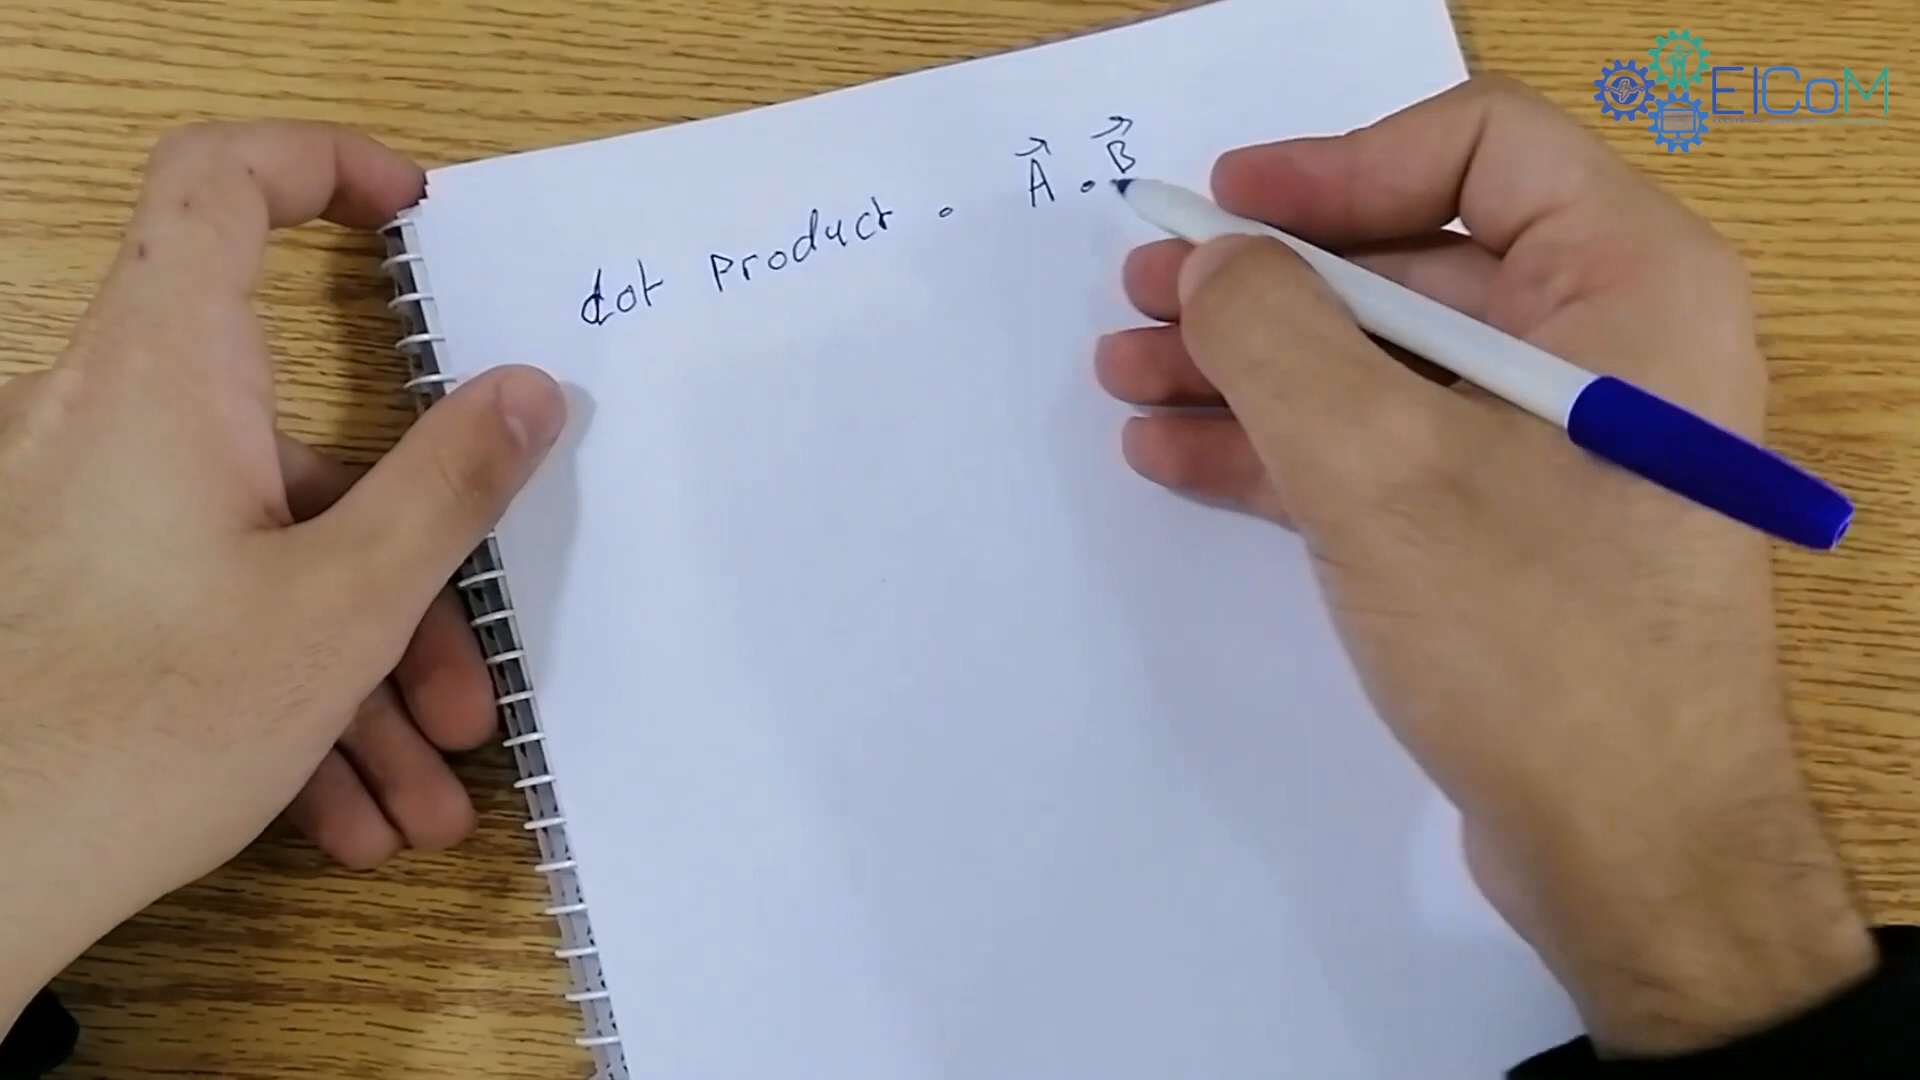 EICoM
dot product . A⃗ . B⃗